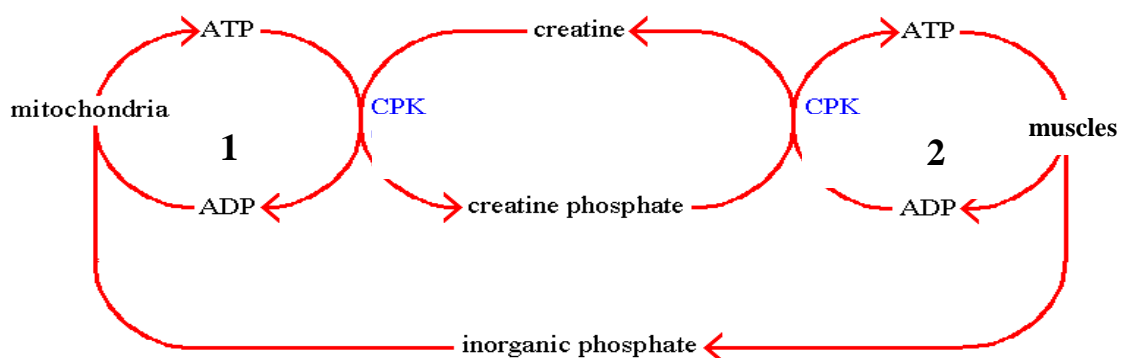 ATP
creatine
ATP
mitochondria
CPK
CPK
muscles
1
2
ADP
creatine phosphate
ADP
inorganic phosphate